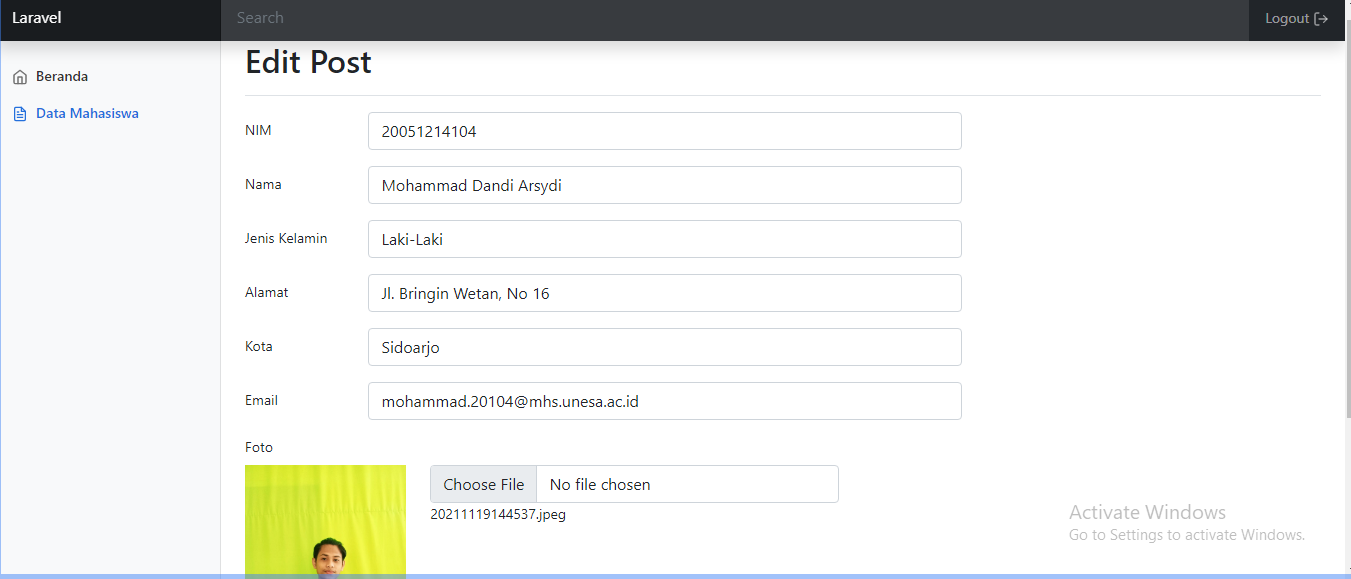 Laravel
Search
Logout
Edit Post
Beranda
Data Mahasiswa
NIM
20051214104
Nama
Mohammad Dandi Arsydi
Jenis Kelamin
Laki-Laki
Alamat
Jl. Bringin Wetan, No 16
Kota
Sidoarjo
Email
mohammad.20104@mhs.unesa.ac.id
Foto
Choose File
No file chosen
20211119144537.jpeg
Activate Windows
Go to Settings to activate Windows.